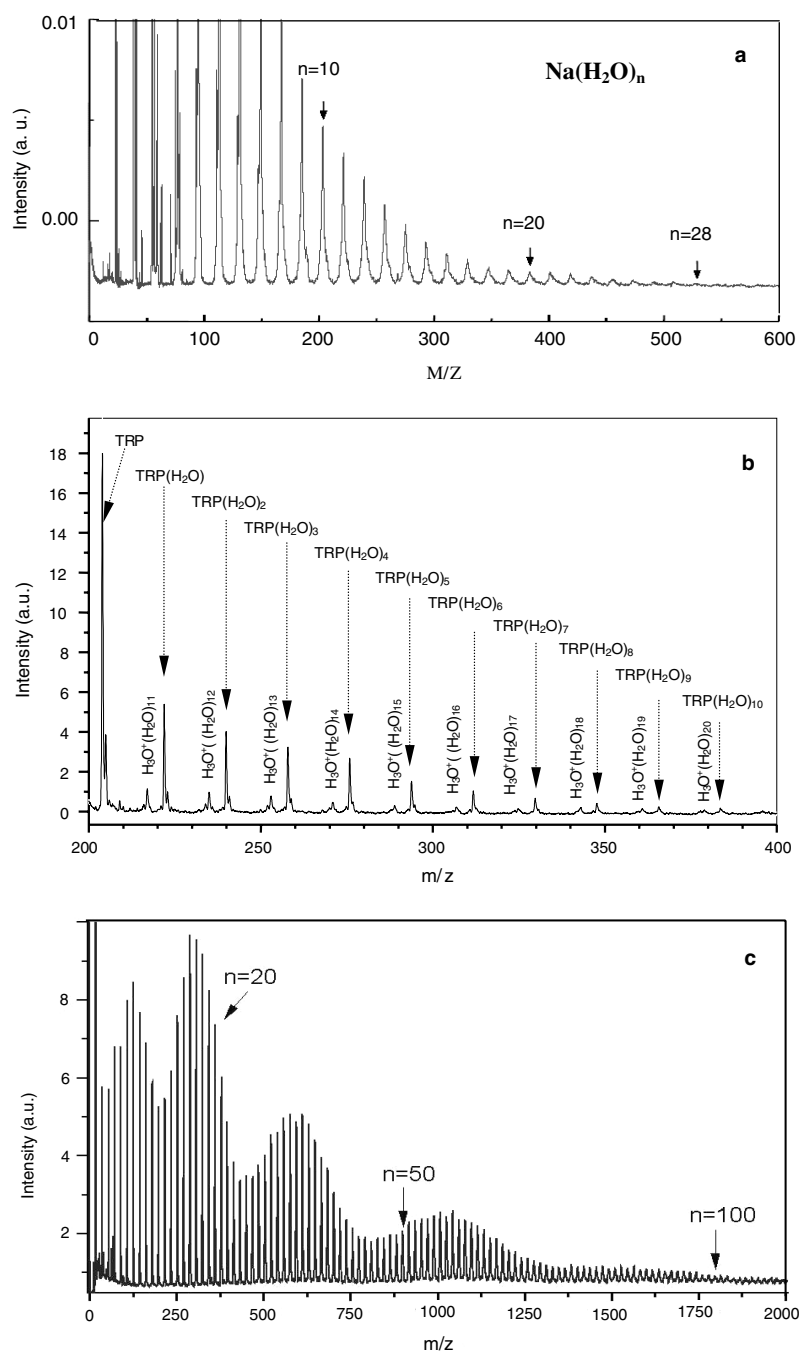 0.01
a
n=10
Na(H₂O)ₙ
Intensity (a. u.)
0.00
n=20
n=28
0 100 200 300 400 500 600
M/Z
b
TRP
TRP(H₂O)
TRP(H₂O)₂
TRP(H₂O)₃
TRP(H₂O)₄
TRP(H₂O)₅
TRP(H₂O)₆
TRP(H₂O)₇
TRP(H₂O)₈
TRP(H₂O)₉
TRP(H₂O)₁₀
18
16
14
12
10
8
6
4
2
0
Intensity (a.u.)
H₃O⁺(H₂O)₁₁
H₃O⁺( (H₂O)₁₂
H₃O⁺( (H₂O)₁₃
H₃O⁺(H₂O)₁₄
H₃O⁺( (H₂O)₁₅
H₃O⁺( (H₂O)₁₆
H₃O⁺(H₂O)₁₇
H₃O⁺(H₂O)₁₈
H₃O⁺(H₂O)₁₉
H₃O⁺(H₂O)₂₀
200 250 300 350 400
m/z
c
n=20
n=50
n=100
8
6
4
2
Intensity (a.u.)
0 250 500 750 1000 1250 1500 1750 2000
m/z